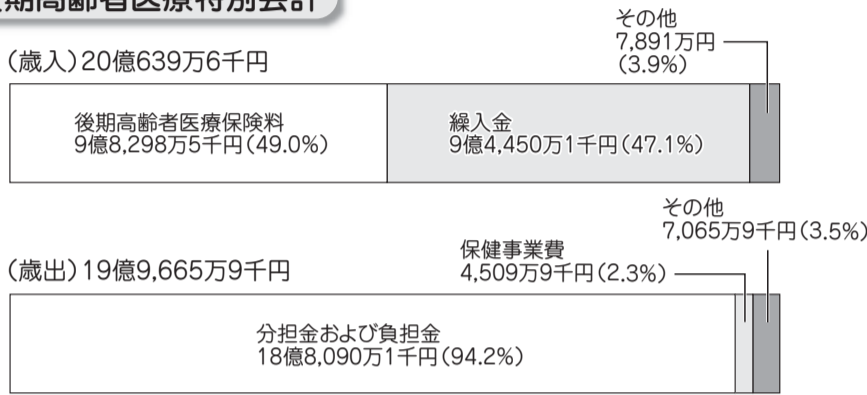 期高齢者医療特別会計
その他
7,891万円
(3.9%)
(歳入)20億639万6千円
後期高齢者医療保険料
9億8,298万5千円(49.0%)
繰入金
9億4,450万1千円(47.1%)
その他
7,065万9千円(3.5%)
保健事業費
4,509万9千円(2.3%)
(歳出)19億9,665万9千円
分担金および負担金
18億8,090万1千円(94.2%)